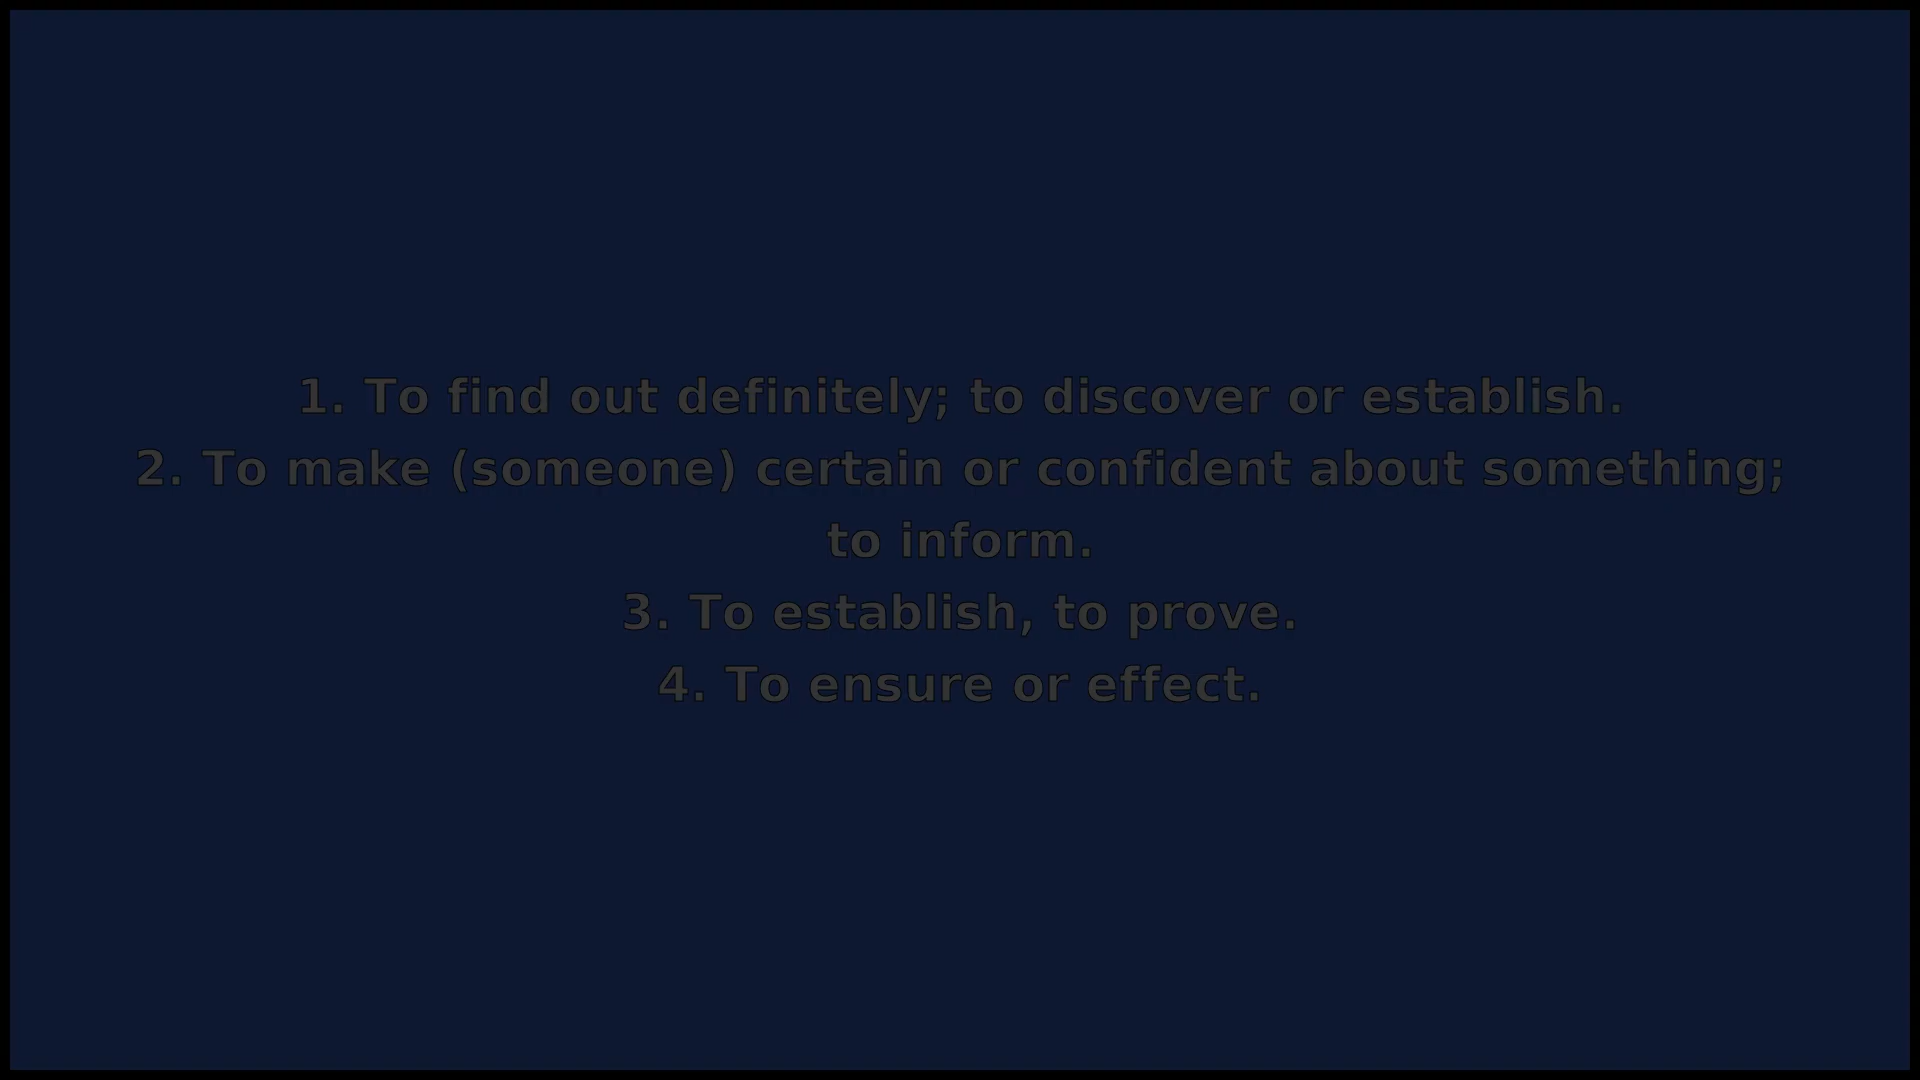 1. To find out definitely; to discover or establish.
2. To make (someone) certain or confident about something;
to inform.
3. To establish, to prove.
4. To ensure or effect.